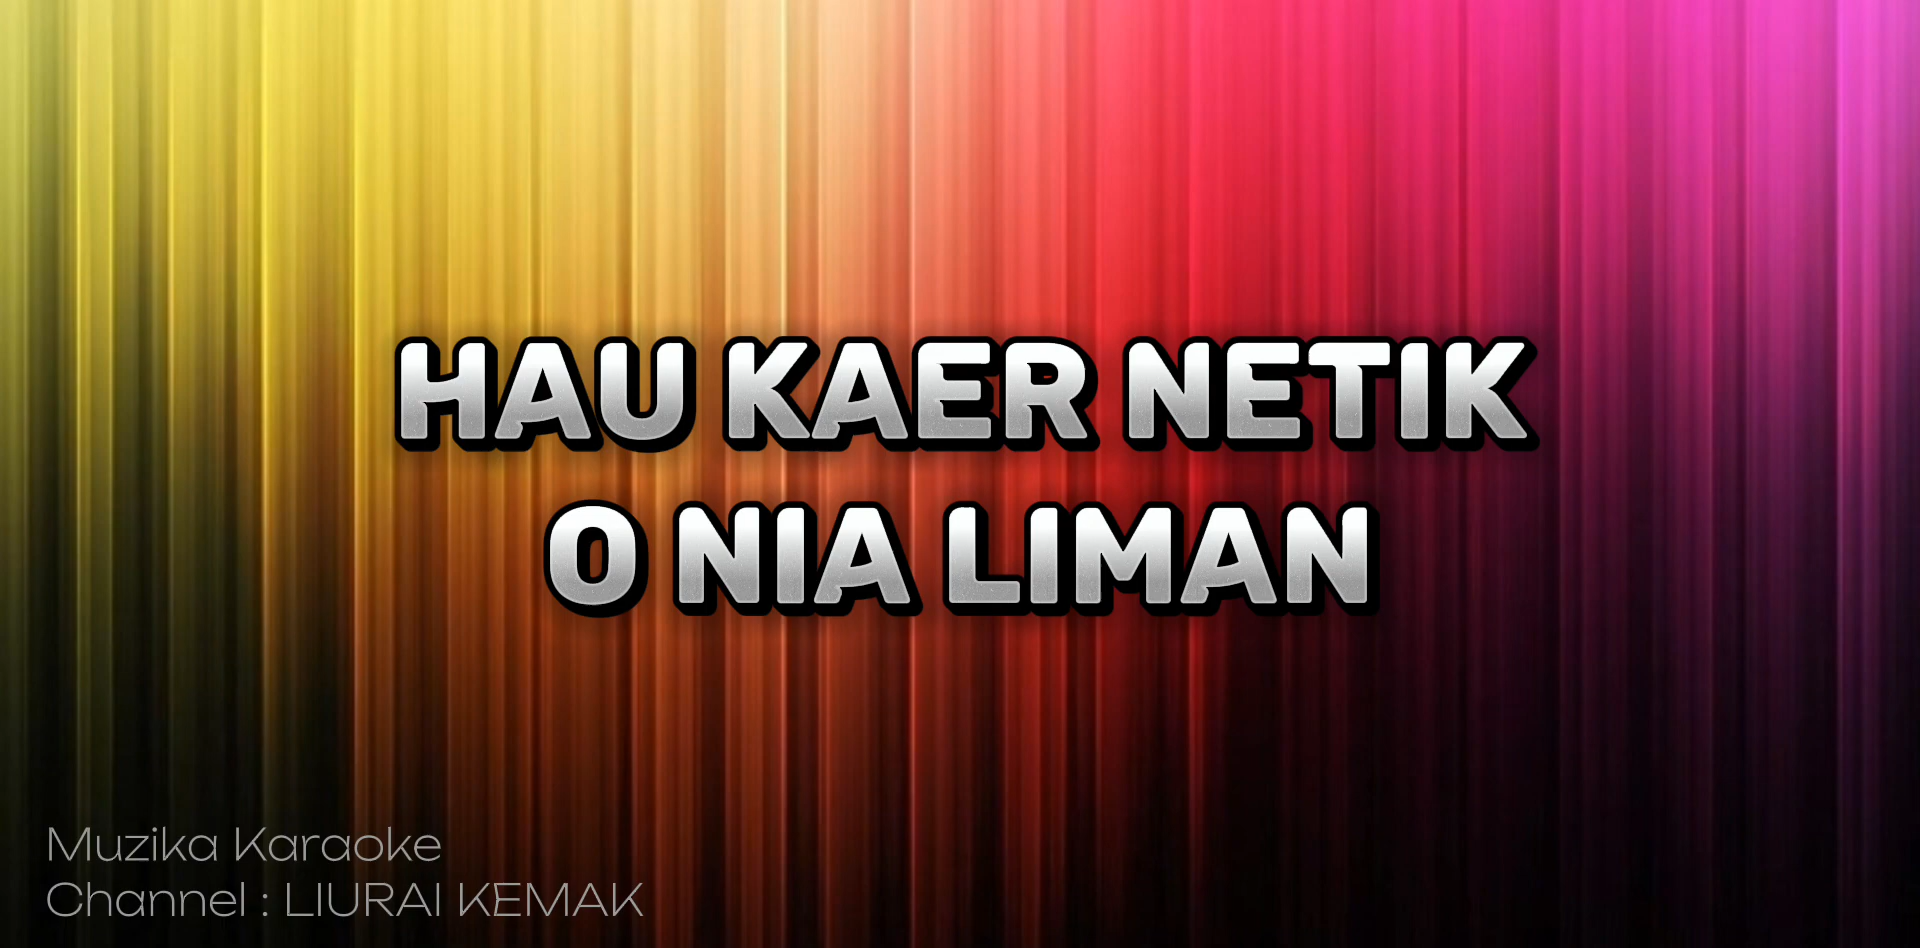 HAU KAER NETIK
O NIA LIMAN
Muzika Karaoke
Channel : LIURAI KEMAK